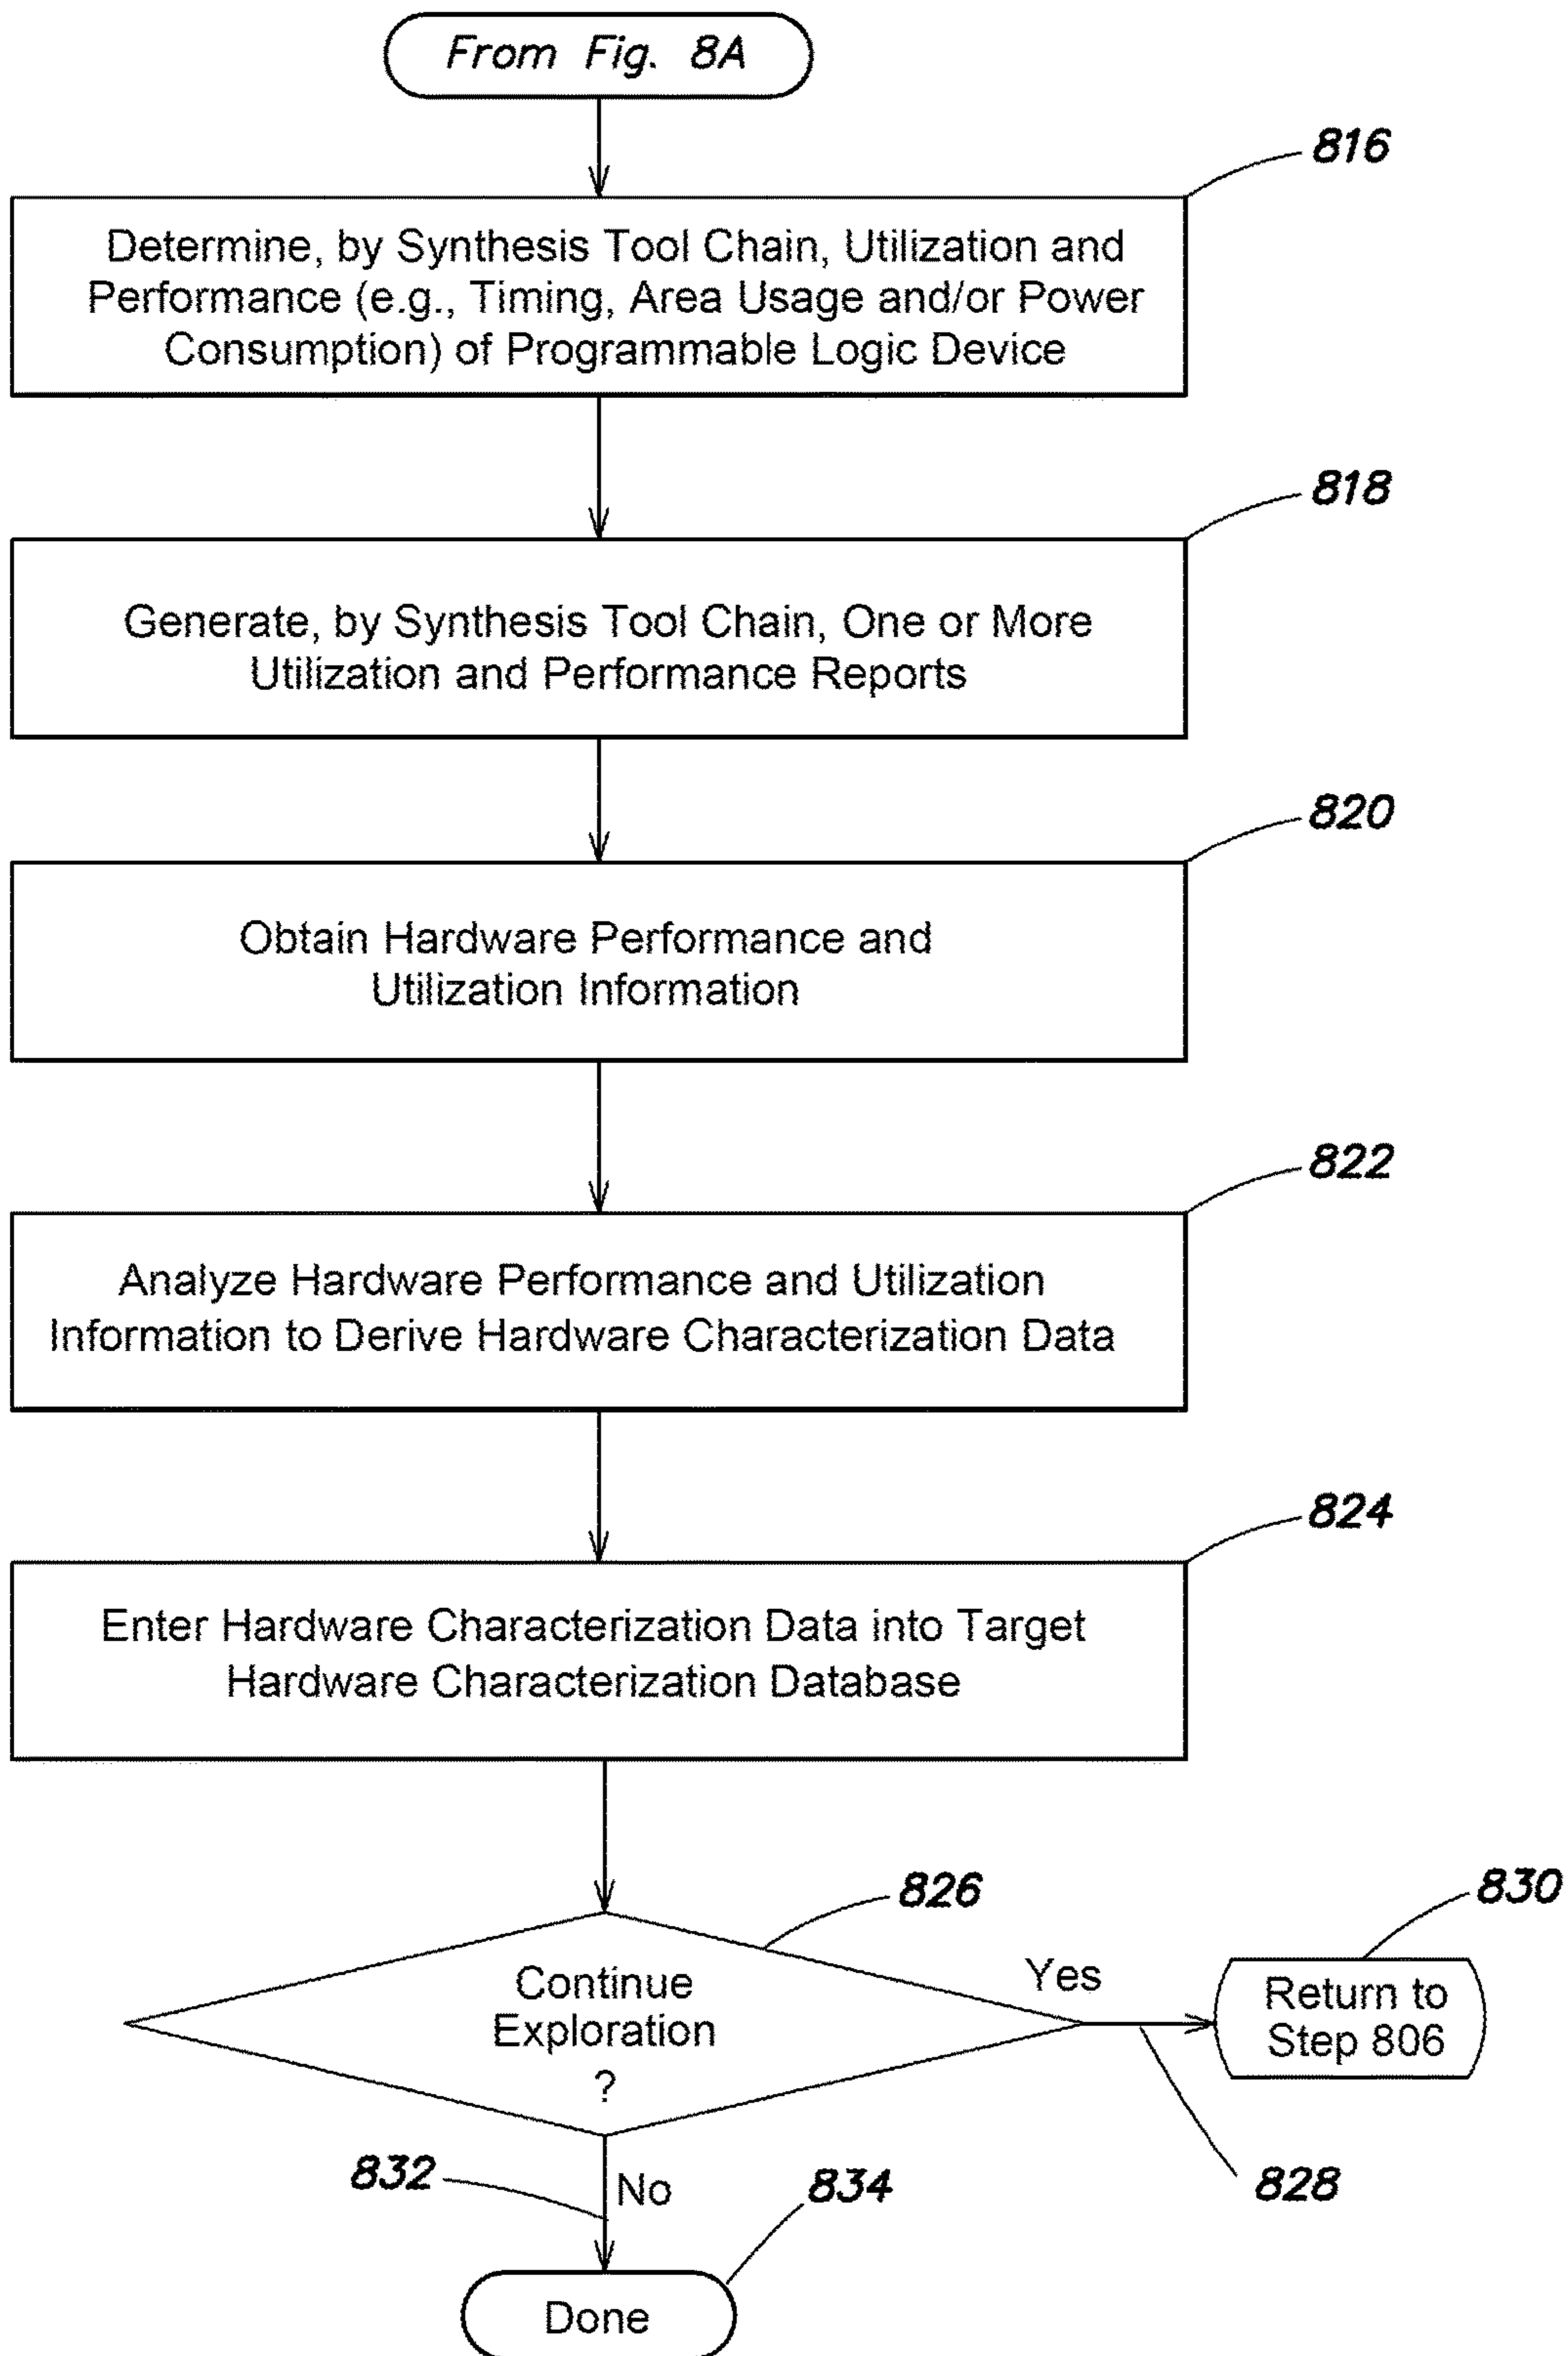 From Fig. 8A
816
Determine, by Synthesis Tool Chain, Utilization and
Performance (e.g., Timing, Area Usage and/or Power
Consumption) of Programmable Logic Device
818
Generate, by Synthesis Tool Chain, One or More
Utilization and Performance Reports
820
Obtain Hardware Performance and
Utilization Information
822
Analyze Hardware Performance and Utilization
Information to Derive Hardware Characterization Data
824
Enter Hardware Characterization Data into Target
Hardware Characterization Database
826
830
Continue
Exploration
?
Yes
Return to
Step 806
828
832
No
834
Done